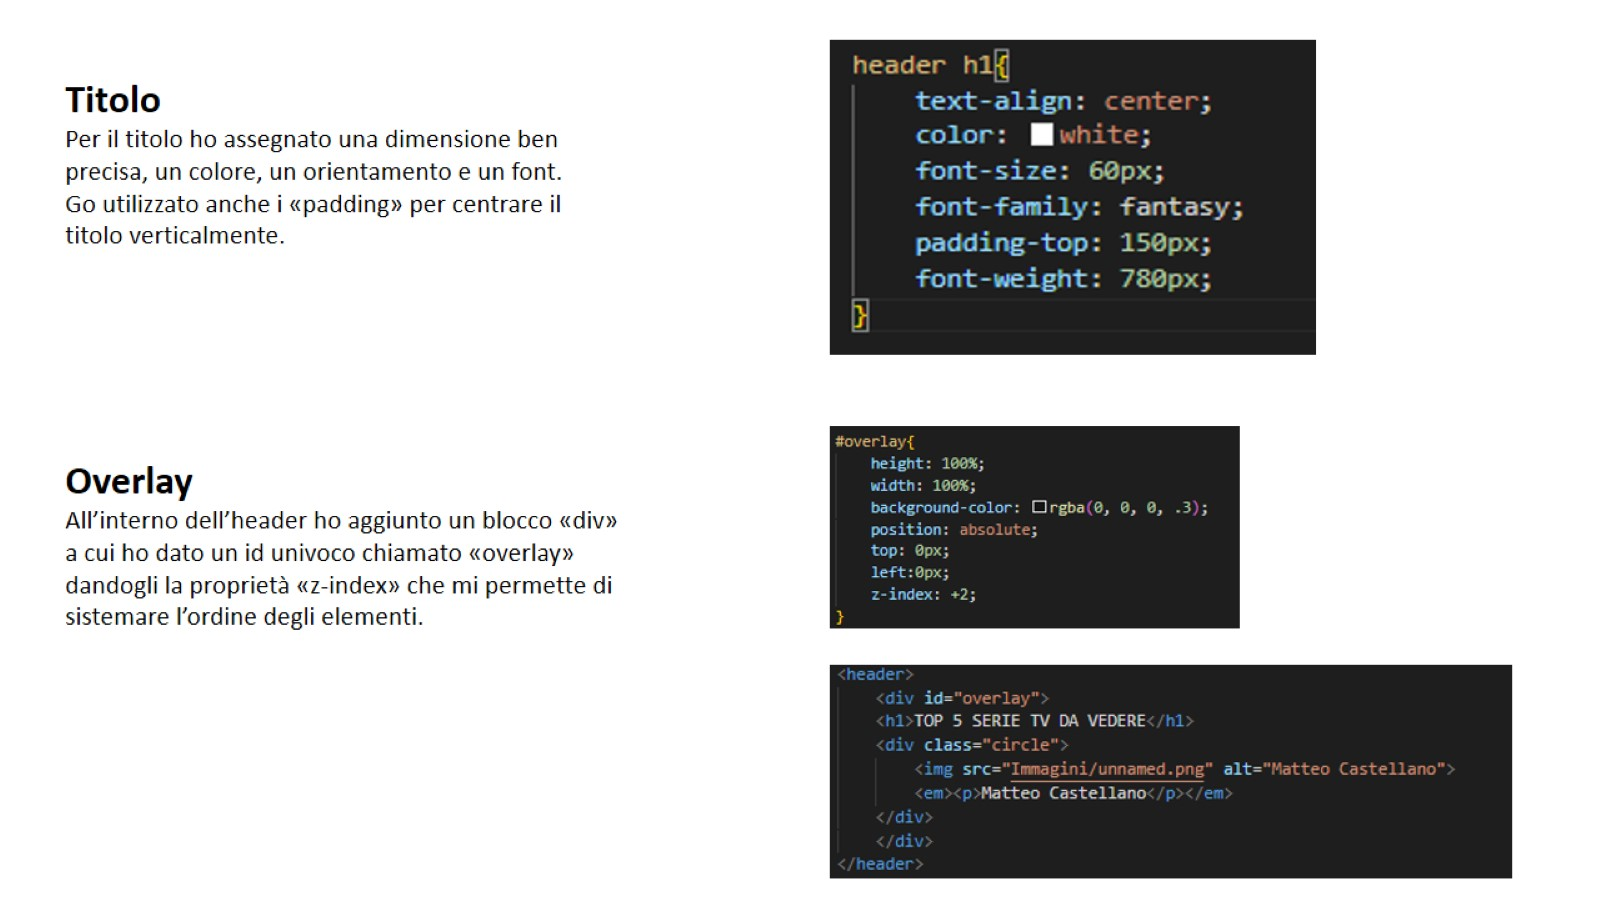 Titolo
Per il titolo ho assegnato una dimensione ben
precisa, un colore, un orientamento e un font.
Go utilizzato anche i «padding» per centrare il
titolo verticalmente.
header h1{
text-align: center;
color: white;
font-size: 60px;
font-family: fantasy;
padding-top: 150px;
font-weight: 780px;
}
Overlay
All’interno dell’header ho aggiunto un blocco «div»
a cui ho dato un id univoco chiamato «overlay»
dandogli la proprietà «z-index» che mi permette di
sistemare l’ordine degli elementi.
#overlay{
height: 100%;
width: 100%;
background-color: rgba(0, 0, 0, .3);
position: absolute;
top: 0px;
left:0px;
z-index: +2;
}
<header>
<div id="overlay">
<h1>TOP 5 SERIE TV DA VEDERE</h1>
<div class="circle">
<img src="Immagini/unnamed.png" alt="Matteo Castellano">
<em><p>Matteo Castellano</p></em>
</div>
</div>
</header>